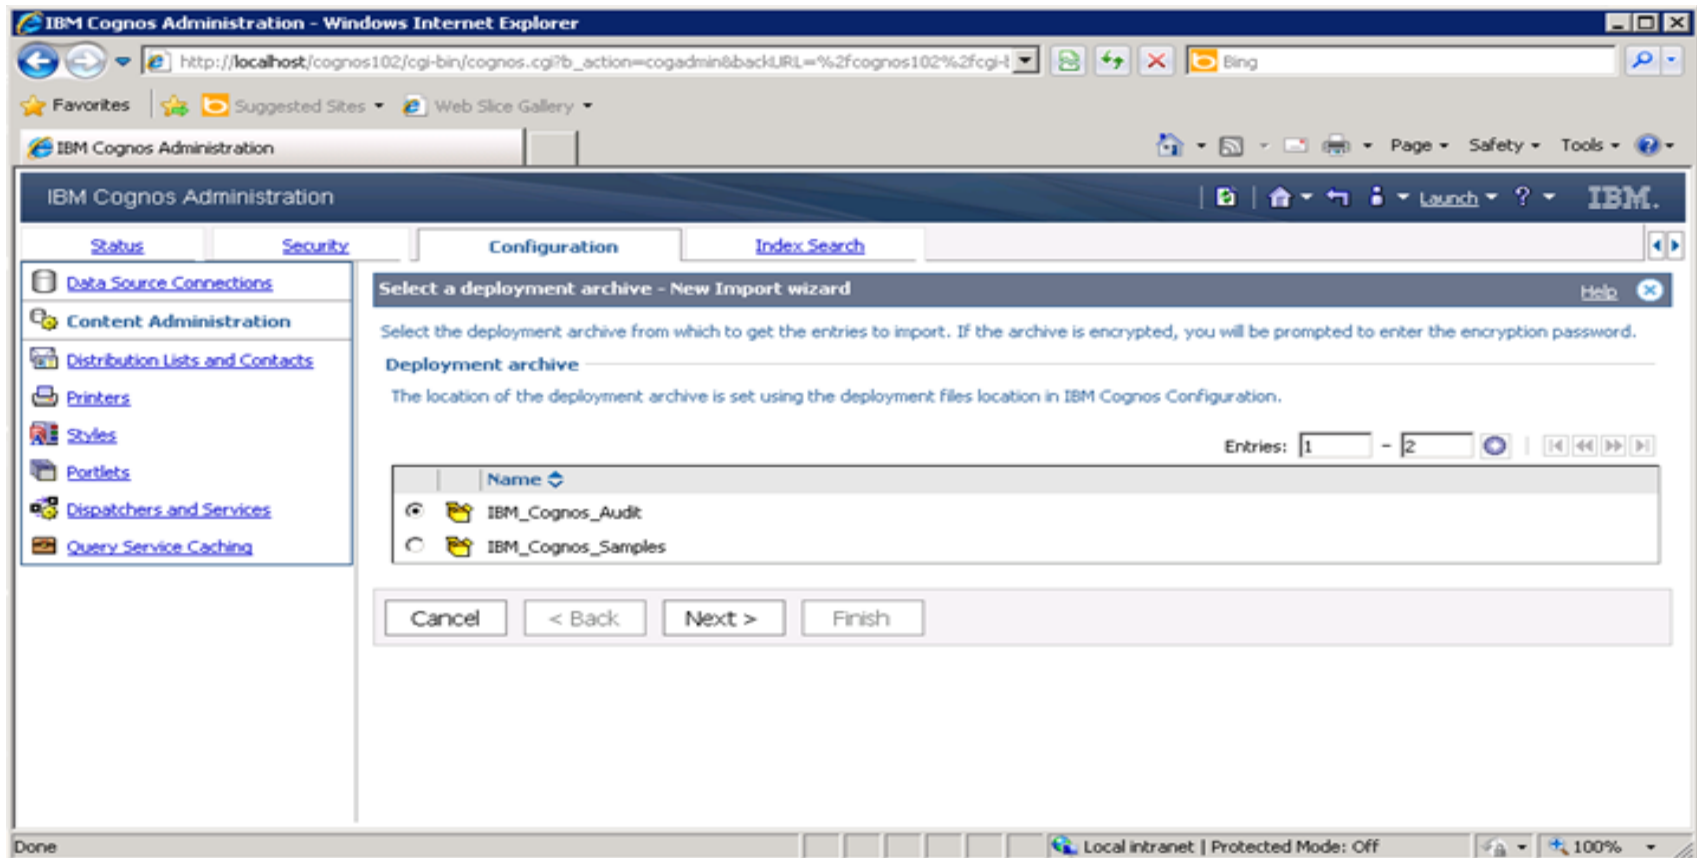 IBM Cognos Administration - Windows Internet Explorer
http://localhost/cognos102/cgi-bin/cognos.cgi?b_action=cogadmin&backURL=%2fcognos102%2fcgi-b
Bing
Favorites Suggested Sites Web Slice Gallery
IBM Cognos Administration
Page Safety Tools
IBM Cognos Administration
Launch ? IBM.
Status Security Configuration Index Search
Data Source Connections
Content Administration
Distribution Lists and Contacts
Printers
Styles
Portlets
Dispatchers and Services
Query Service Caching
Select a deployment archive - New Import wizard
Help
Select the deployment archive from which to get the entries to import. If the archive is encrypted, you will be prompted to enter the encryption password.
Deployment archive
The location of the deployment archive is set using the deployment files location in IBM Cognos Configuration.
Entries: 1 - 2
Name
IBM_Cognos_Audit
IBM_Cognos_Samples
Cancel < Back Next > Finish
Done Local intranet | Protected Mode: Off 100%